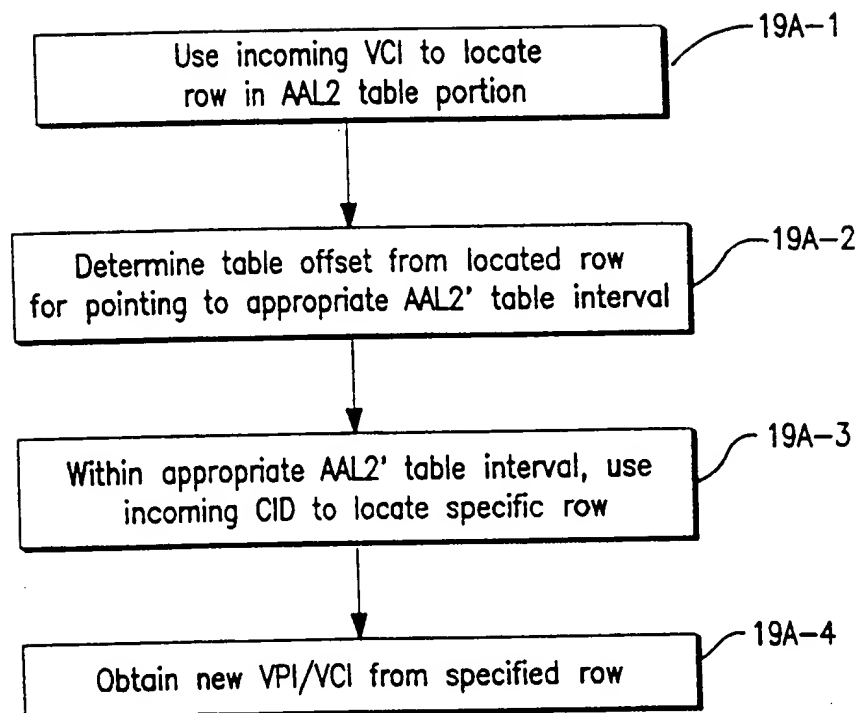 19A-1
Use incoming VCI to locate
row in AAL2 table portion
19A-2
Determine table offset from located row
for pointing to appropriate AAL2' table interval
19A-3
Within appropriate AAL2' table interval, use
incoming CID to locate specific row
19A-4
Obtain new VPI/VCI from specified row